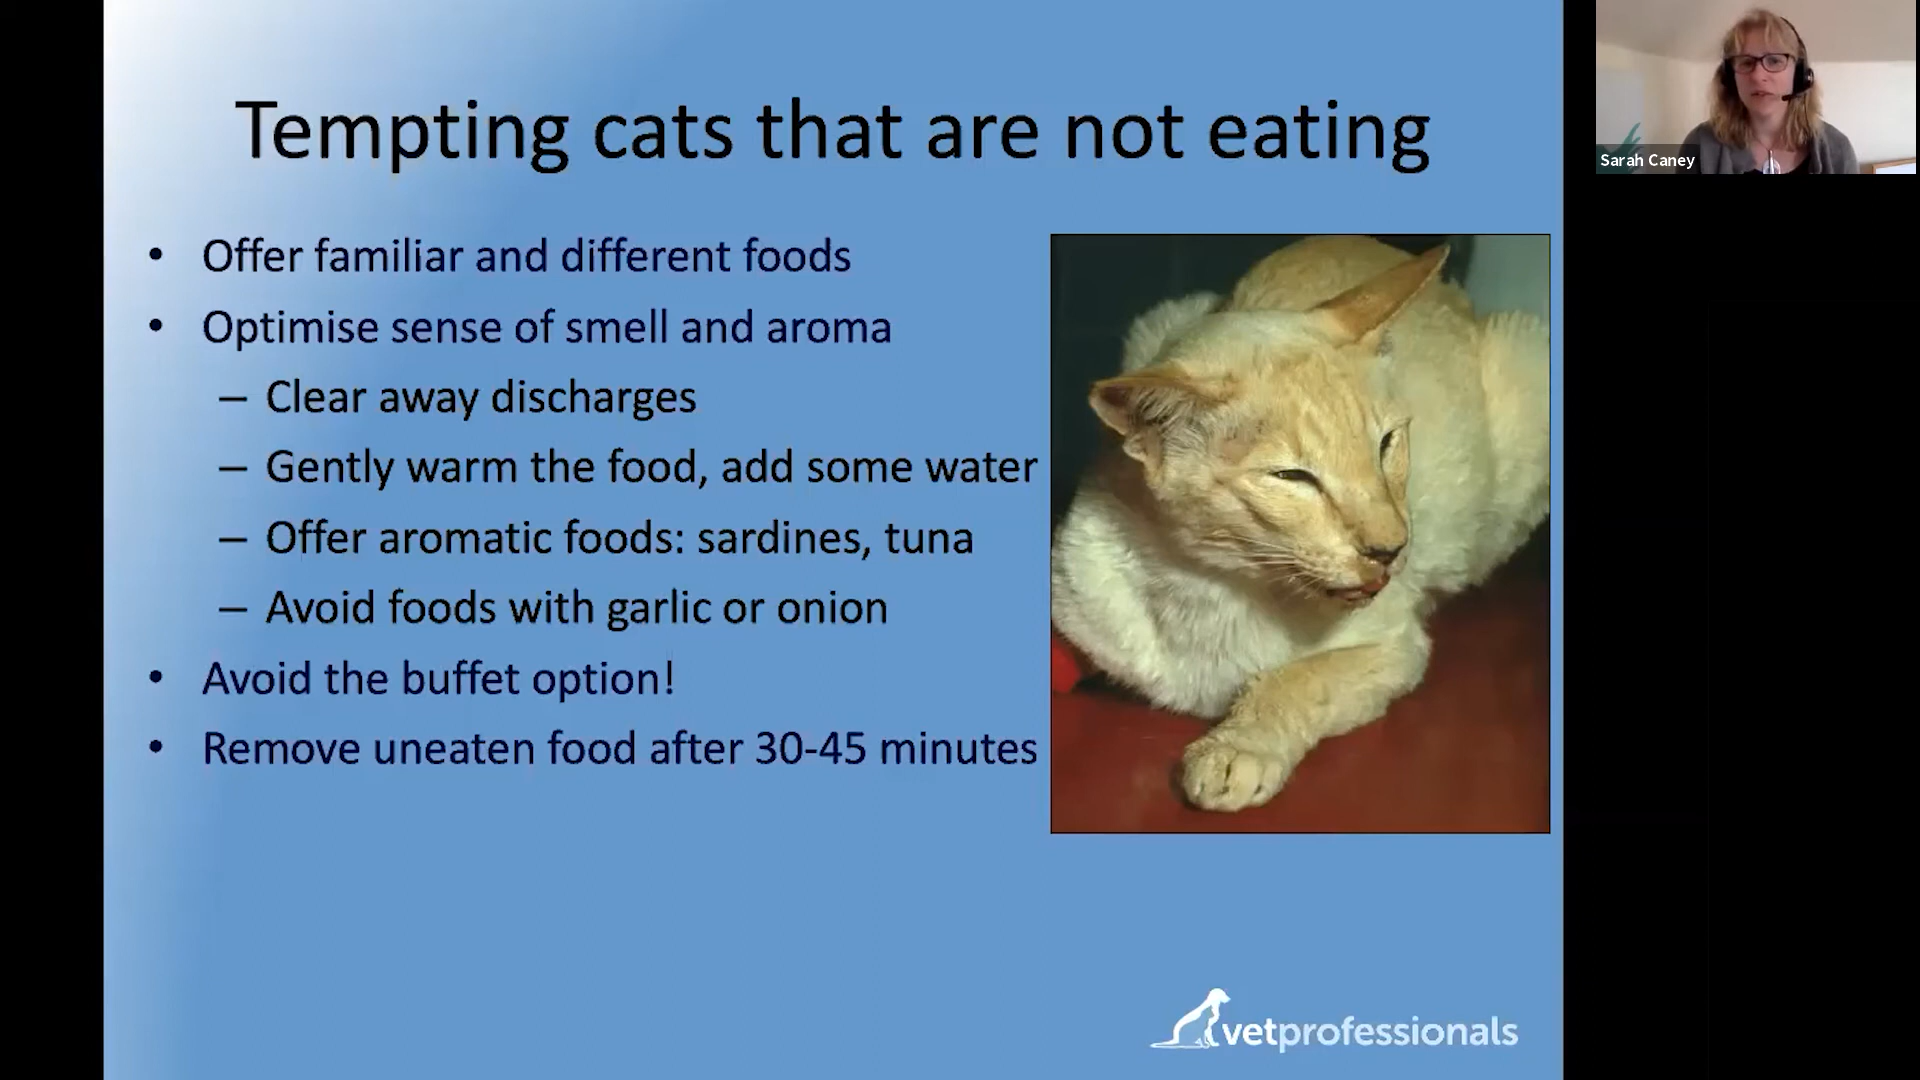 Tempting cats that are not eating
• Offer familiar and different foods
• Optimise sense of smell and aroma
– Clear away discharges
– Gently warm the food, add some water
– Offer aromatic foods: sardines, tuna
– Avoid foods with garlic or onion
• Avoid the buffet option!
• Remove uneaten food after 30-45 minutes
vetprofessionals
Sarah Caney